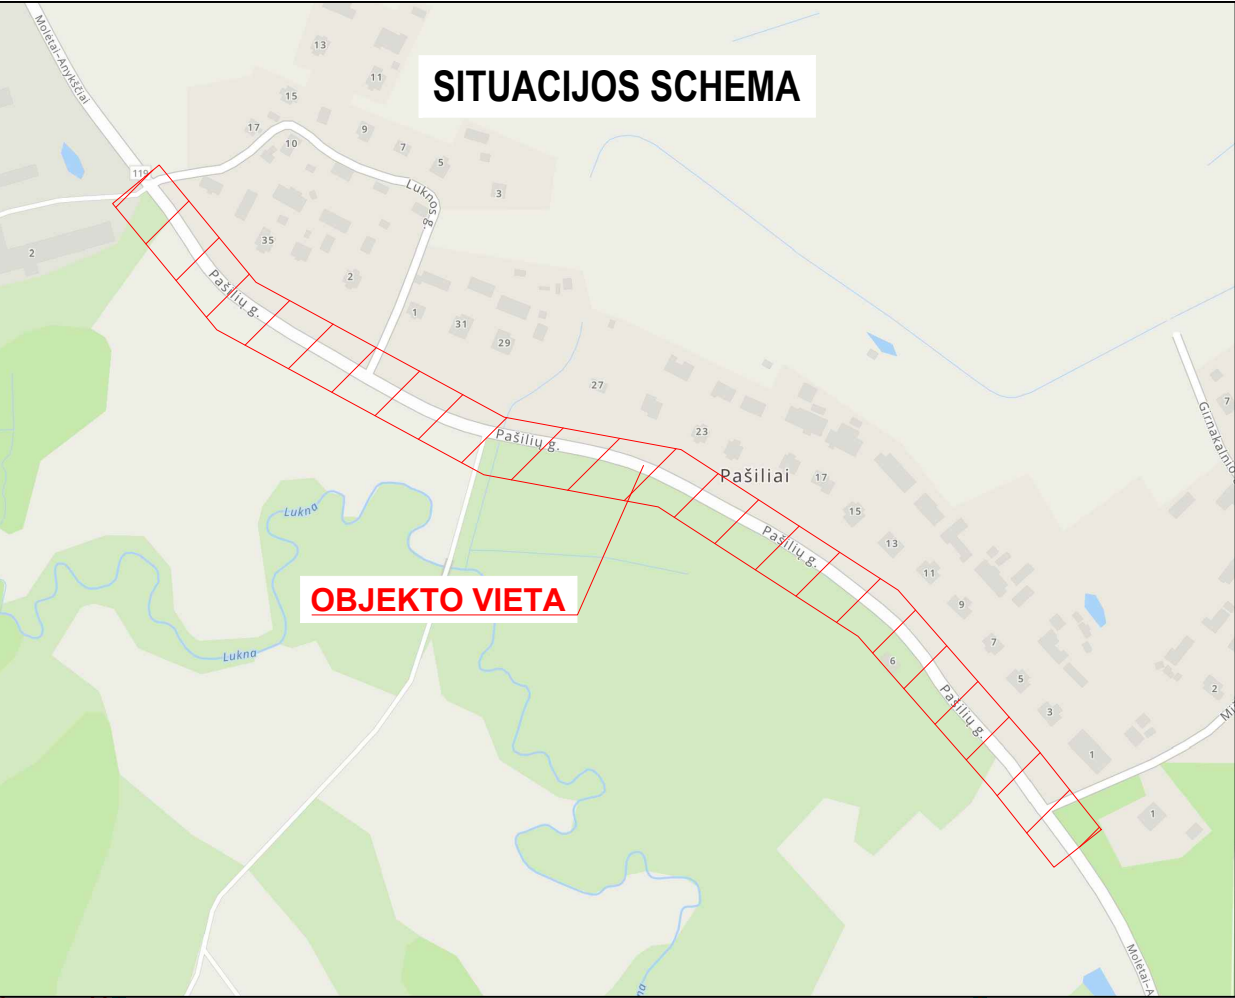 SITUACIJOS SCHEMA
Molėtai-Anykščiai
13
11
15
17
10
9
7
5
3
119
Luknos g.
35
2
2
Pašilių g.
1
31
29
27
Pašilių g.
23
Pašiliai
17
15
13
11
9
7
5
3
1
Girnakalnio
7
Lukna
Pašilių g.
OBJEKTO VIETA
Lukna
6
Pašilių g.
2
1
Molėtai-A